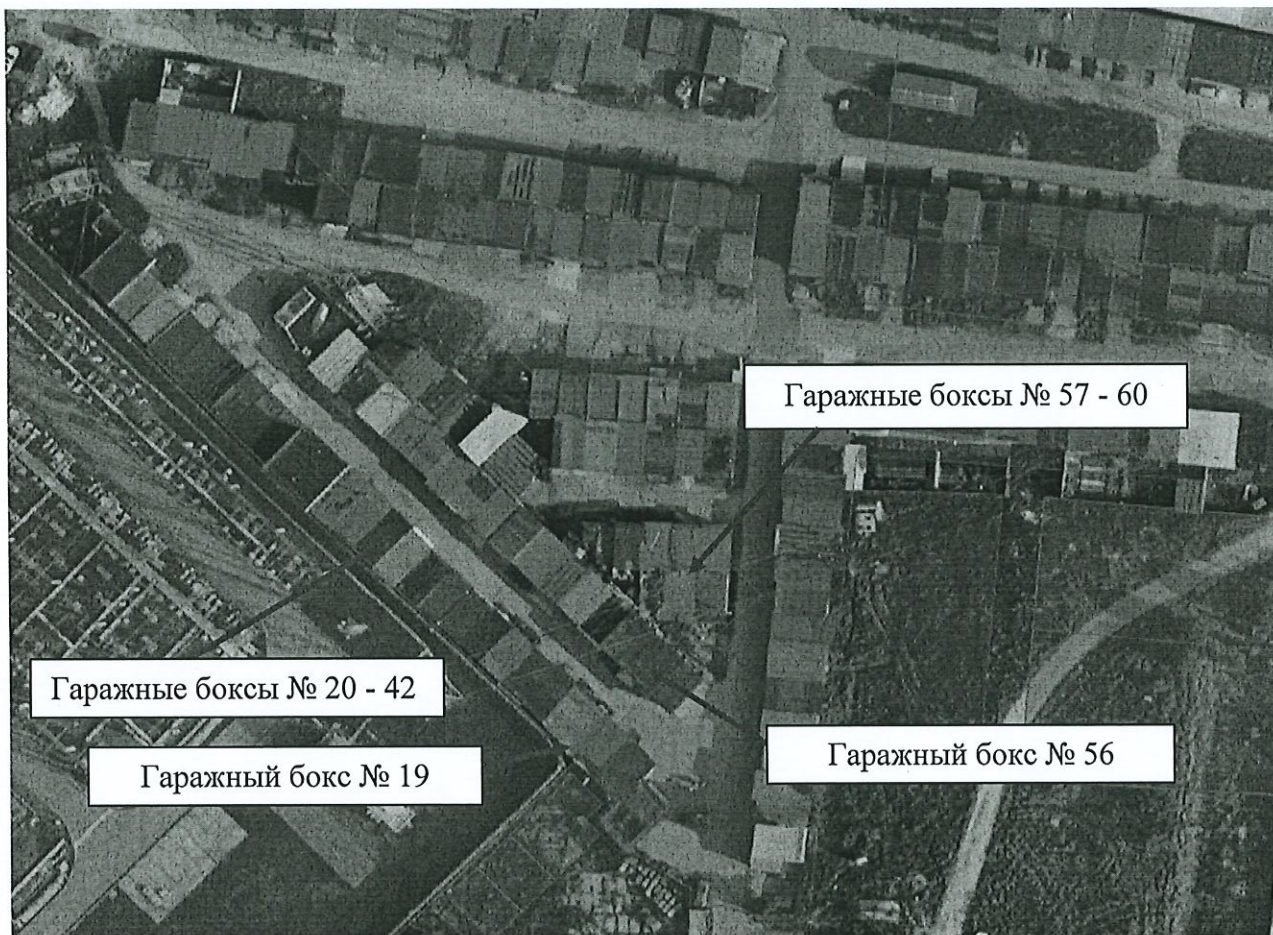 Гаражные боксы № 57 - 60
Гаражные боксы № 20 - 42
Гаражный бокс № 56
Гаражный бокс № 19